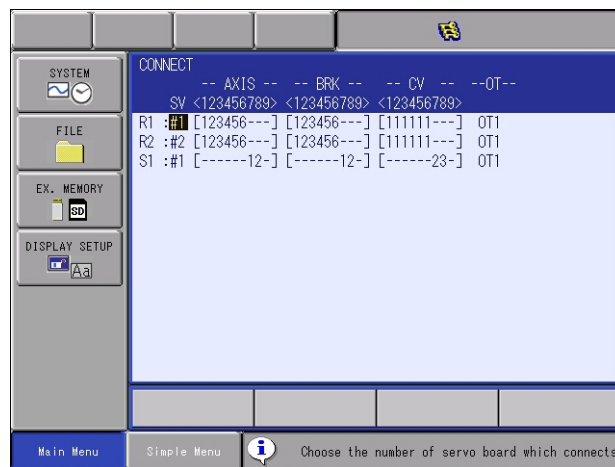 CONNECT
-- AXIS -- -- BRK -- -- CV -- --OT--
SV <123456789> <123456789> <123456789>
R1 :#1 [123456---] [123456---] [111111---] OT1
R2 :#2 [123456---] [123456---] [111111---] OT1
S1 :#1 [------12-] [------12-] [------23-] OT1
SYSTEM
FILE
EX. MEMORY
SD
DISPLAY SETUP
Aa
Main Menu
Simple Menu
Choose the number of servo board which connects